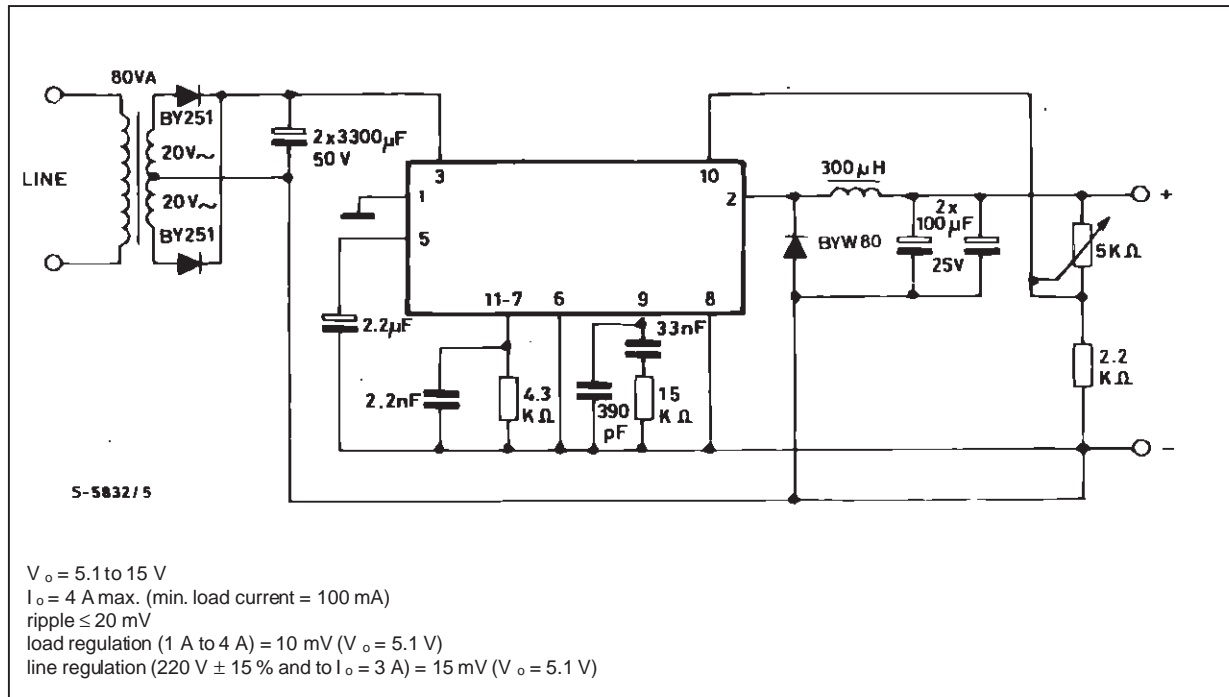 80VA
BY251
20V~
LINE
20V~
BY251
2x3300µF
50V
3
10
1
2
5
11-7
6
9
8
300µH
2x
100µF
25V
BYW80
5KΩ
+
2.2µF
2.2nF
4.3
KΩ
390
pF
33nF
15
KΩ
2.2
KΩ
−
S-5832/5
V o = 5.1 to 15 V
I o = 4 A max. (min. load current = 100 mA)
ripple ≤ 20 mV
load regulation (1 A to 4 A) = 10 mV (V o = 5.1 V)
line regulation (220 V ± 15 % and to I o = 3 A) = 15 mV (V o = 5.1 V)